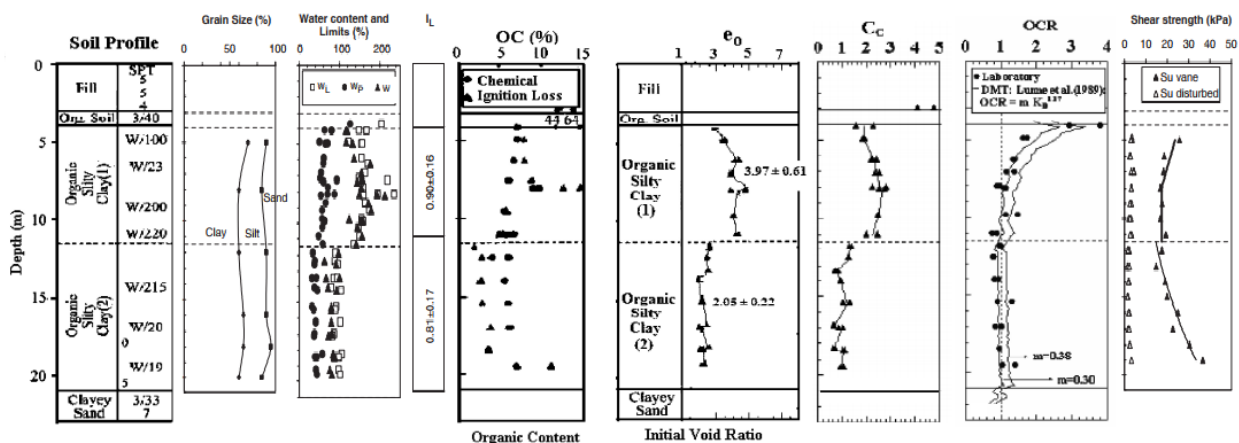 Soil Profile
Depth (m)
0
5
10
15
20
Fill
SPT
5
5
4
Org. Soil
3/40
Organic
Silty
Clay(1)
W/100
W/23
W/200
W/220
Organic
Silty
Clay(2)
W/215
W/20
0
W/19
5
Clayey
Sand
3/33
7
Grain Size (%)
0 50 100
Clay
Silt
Sand
Water content and
Limits (%)
0 100 200
WL WP W
IL
0.90±0.16
0.81±0.17
OC (%)
0 5 10 15
Chemical
Ignition Loss
44 64
Organic Content
e0
1 3 5 7
Fill
Org. Soil
Organic
Silty
Clay
(1)
3.97 ± 0.61
Organic
Silty
Clay
(2)
2.05 ± 0.22
Clayey
Sand
Initial Void Ratio
CC
0 1 2 3 4 5
OCR
0 1 2 3 4
Laboratory
DMT: Lunne et al. (1989):
OCR = m KD1.17
m=0.38
m=0.30
Shear strength (kPa)
0 10 20 30 40 50
Su vane
Su disturbed